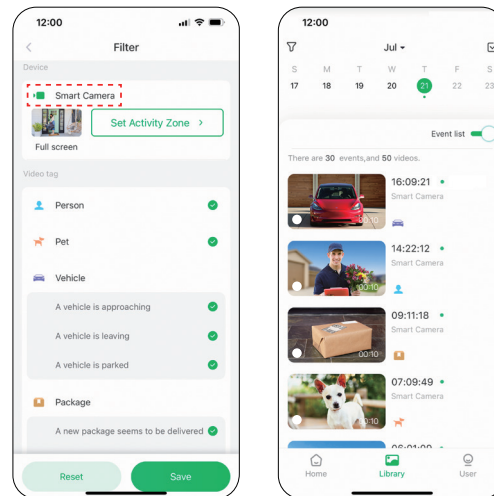 12:00
Filter
Device
Smart Camera
Set Activity Zone >
Full screen
Video tag
Person
Pet
Vehicle
A vehicle is approaching
A vehicle is leaving
A vehicle is parked
Package
A new package seems to be delivered
Reset
Save
12:00
Jul
S M T W T F S
17 18 19 20 21 22 23
Event list
There are 30 events,and 50 videos.
16:09:21
Smart Camera
00:10
14:22:12
Smart Camera
00:10
09:11:18
Smart Camera
00:10
07:09:49
Smart Camera
00:10
Home
Library
User